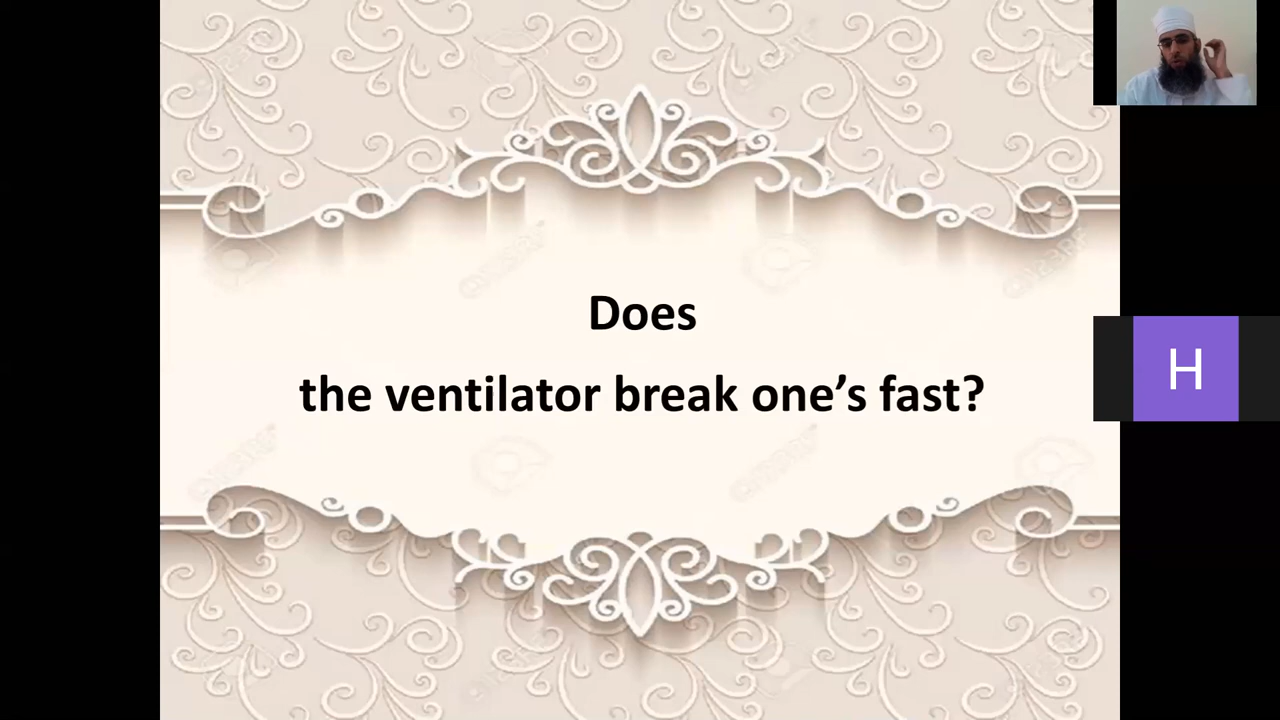 Does
the ventilator break one’s fast?
H